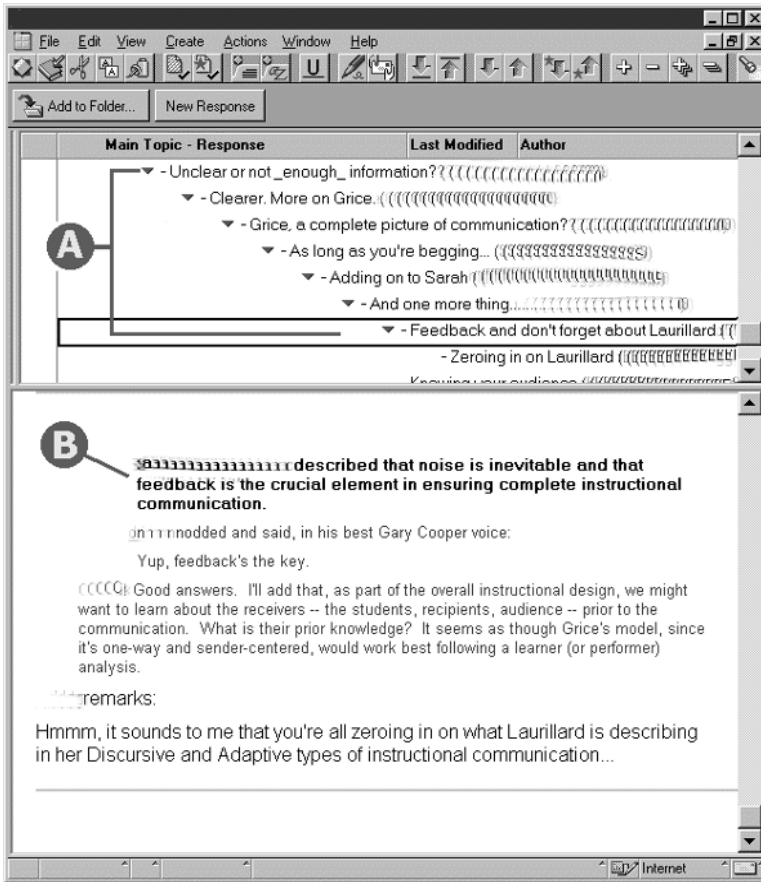 File Edit View Create Actions Window Help
Add to Folder... New Response
Main Topic - Response Last Modified Author
- Unclear or not _enough_ information?
- Clearer. More on Grice.
- Grice, a complete picture of communication?
A
- As long as you're begging...
- Adding on to Sarah
- And one more thing...
- Feedback and don't forget about Laurillard
- Zeroing in on Laurillard
Knowing your audience
B
described that noise is inevitable and that
feedback is the crucial element in ensuring complete instructional
communication.
nodded and said, in his best Gary Cooper voice:
Yup, feedback's the key.
Good answers. I'll add that, as part of the overall instructional design, we might
want to learn about the receivers -- the students, recipients, audience -- prior to the
communication. What is their prior knowledge? It seems as though Grice's model, since
it's one-way and sender-centered, would work best following a learner (or performer)
analysis.
remarks:
Hmmm, it sounds to me that you're all zeroing in on what Laurillard is describing
in her Discursive and Adaptive types of instructional communication...
Internet